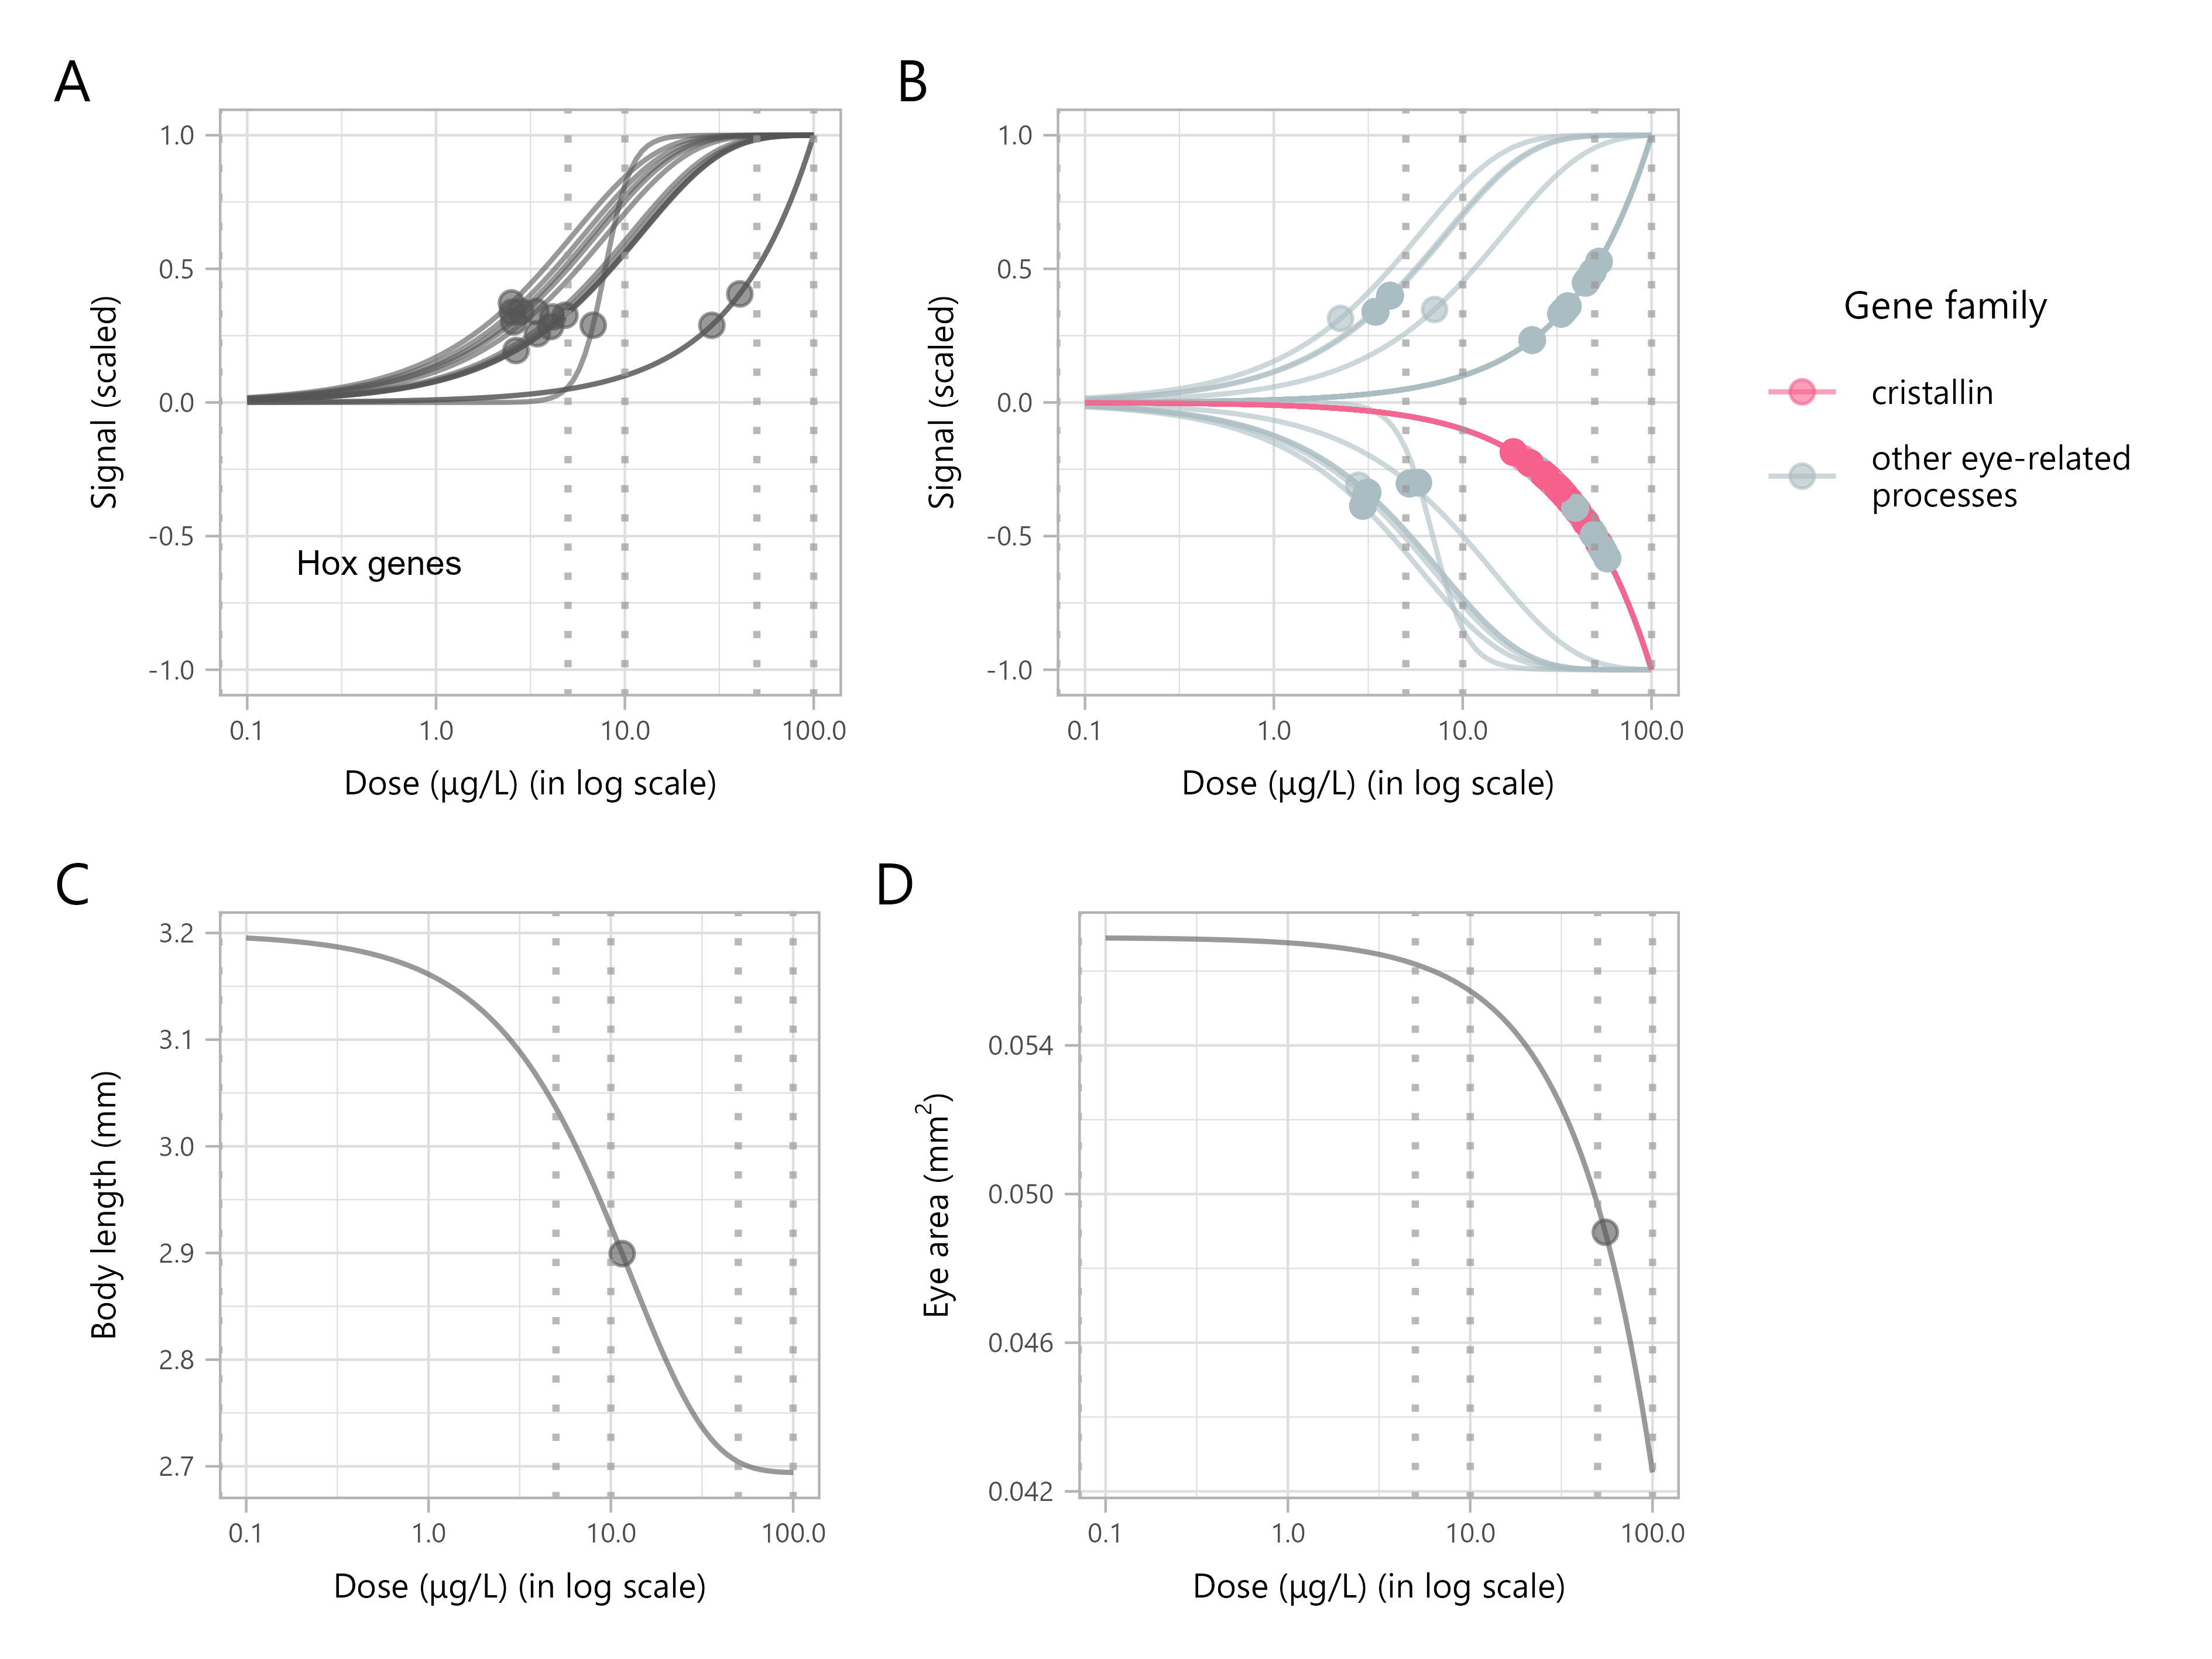 A
B
1.0
0.5
0.0
-0.5
-1.0
Signal (scaled)
Hox genes
0.1
1.0
10.0
100.0
Dose (µg/L) (in log scale)
1.0
0.5
0.0
-0.5
-1.0
Signal (scaled)
0.1
1.0
10.0
100.0
Dose (µg/L) (in log scale)
Gene family
cristallin
other eye-related
processes
C
D
3.2
3.1
3.0
2.9
2.8
2.7
Body length (mm)
0.1
1.0
10.0
100.0
Dose (µg/L) (in log scale)
0.054
0.050
0.046
0.042
Eye area (mm²)
0.1
1.0
10.0
100.0
Dose (µg/L) (in log scale)